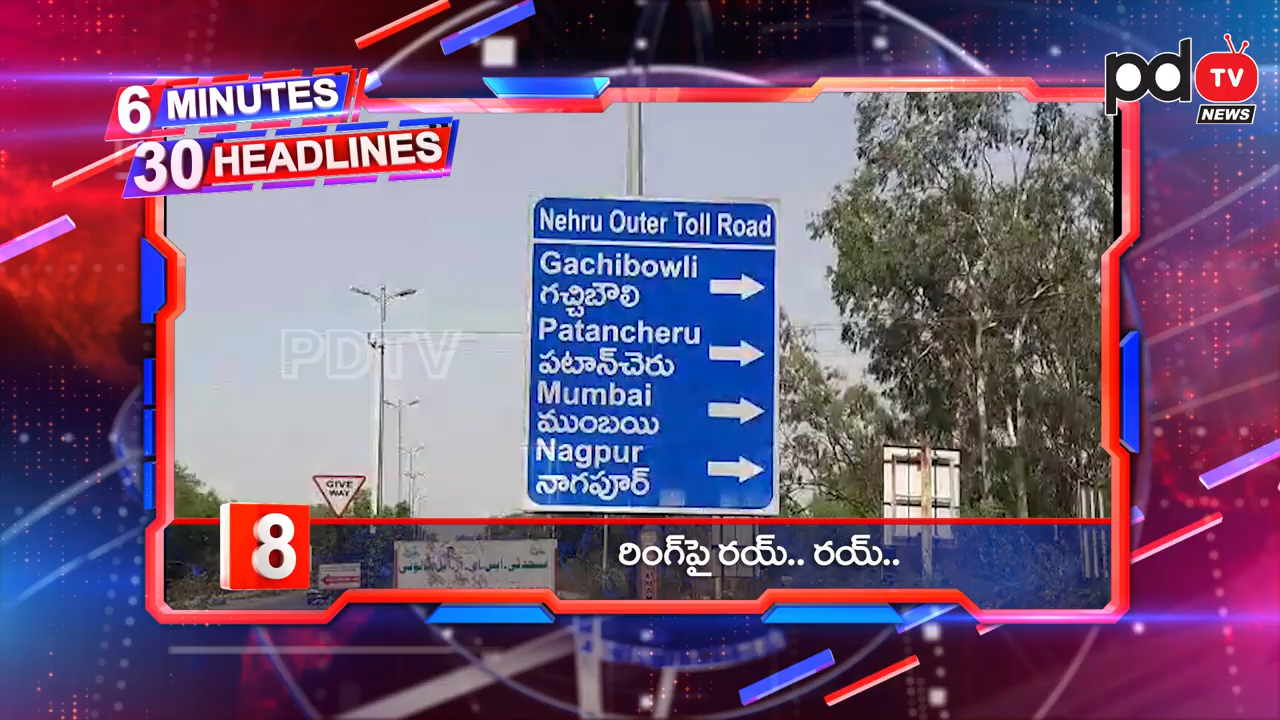 6 MINUTES
30 HEADLINES
pd TV
NEWS
Nehru Outer Toll Road
Gachibowli
గచ్చిబౌలి
Patancheru
పటాన్‌చెరు
Mumbai
ముంబయి
Nagpur
నాగపూర్
PDTV
GIVE
WAY
8
రింగ్‌పై రయ్.. రయ్..